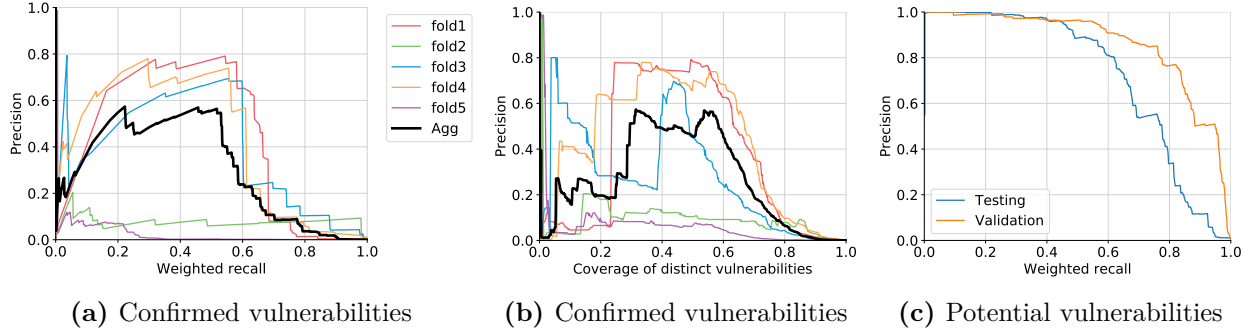 1.0
0.8
0.6
0.4
0.2
0.0
Precision
0.0 0.2 0.4 0.6 0.8 1.0
Weighted recall
fold1
fold2
fold3
fold4
fold5
Agg
(a) Confirmed vulnerabilities
1.0
0.8
0.6
0.4
0.2
0.0
Precision
0.0 0.2 0.4 0.6 0.8 1.0
Coverage of distinct vulnerabilities
(b) Confirmed vulnerabilities
1.0
0.8
0.6
0.4
0.2
0.0
Precision
Testing
Validation
0.0 0.2 0.4 0.6 0.8 1.0
Weighted recall
(c) Potential vulnerabilities